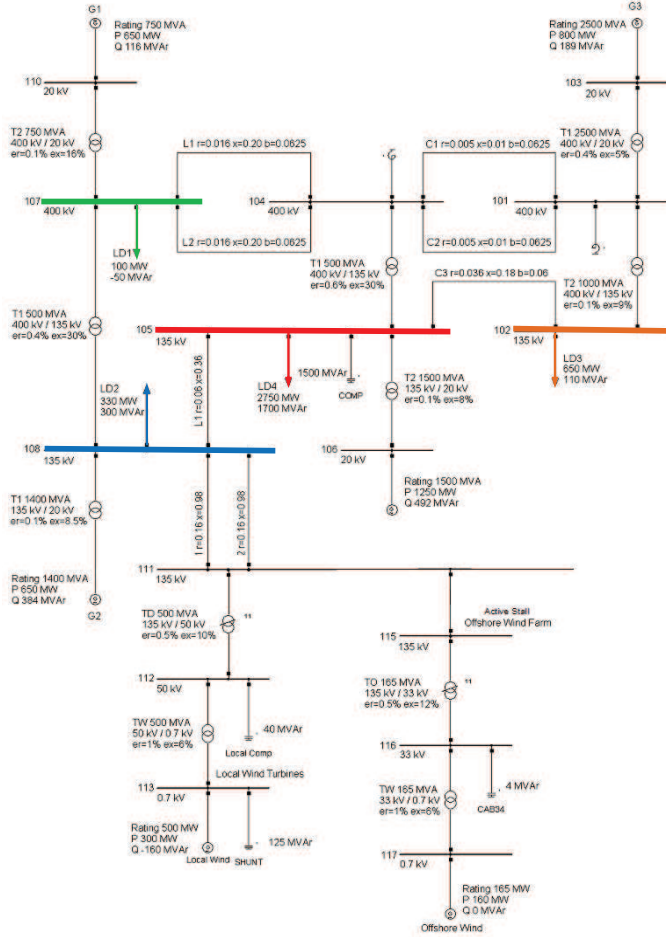 G1
Rating 750 MVA
P 650 MW
Q 116 MVAr
110
20 kV
T2 750 MVA
400 kV / 20 kV
er=0.1% ex=16%
107
400 kV
LD1
100 MW
-50 MVAr
L1 r=0.016 x=0.20 b=0.0625
L2 r=0.016 x=0.20 b=0.0625
104
400 kV
C1 r=0.005 x=0.01 b=0.0625
C2 r=0.005 x=0.01 b=0.0625
G3
Rating 2500 MVA
P 800 MW
Q 189 MVAr
103
20 kV
T1 2500 MVA
400 kV / 20 kV
er=0.4% ex=5%
101
400 kV
T1 500 MVA
400 kV / 135 kV
er=0.6% ex=30%
C3 r=0.036 x=0.18 b=0.06
T2 1000 MVA
400 kV / 135 kV
er=0.1% ex=9%
T1 500 MVA
400 kV / 135 kV
er=0.4% ex=30%
105
135 kV
102
135 kV
LD3
650 MW
110 MVAr
L1 r=0.06 x=0.36
LD4
2750 MW
1700 MVAr
1500 MVAr
COMP
T2 1500 MVA
135 kV / 20 kV
er=0.1% ex=8%
LD2
330 MW
300 MVAr
108
135 kV
106
20 kV
Rating 1500 MVA
P 1250 MW
Q 492 MVAr
T1 1400 MVA
135 kV / 20 kV
er=0.1% ex=8.5%
1 r=0.16 x=0.98
2 r=0.16 x=0.98
Rating 1400 MVA
P 650 MW
Q 384 MVAr
G2
111
135 kV
TD 500 MVA
135 kV / 50 kV
er=0.5% ex=10%
11
Active Stall
Offshore Wind Farm
115
135 kV
112
50 kV
TO 165 MVA
135 kV / 33 kV
er=0.5% ex=12%
11
TW 500 MVA
50 kV / 0.7 kV
er=1% ex=6%
40 MVAr
Local Comp
116
33 kV
Local Wind Turbines
113
0.7 kV
TW 165 MVA
33 kV / 0.7 kV
er=1% ex=6%
4 MVAr
CAB34
Rating 500 MW
P 300 MW
Q -160 MVAr
Local Wind
125 MVAr
SHUNT
117
0.7 kV
Rating 165 MW
P 160 MW
Q 0 MVAr
Offshore Wind